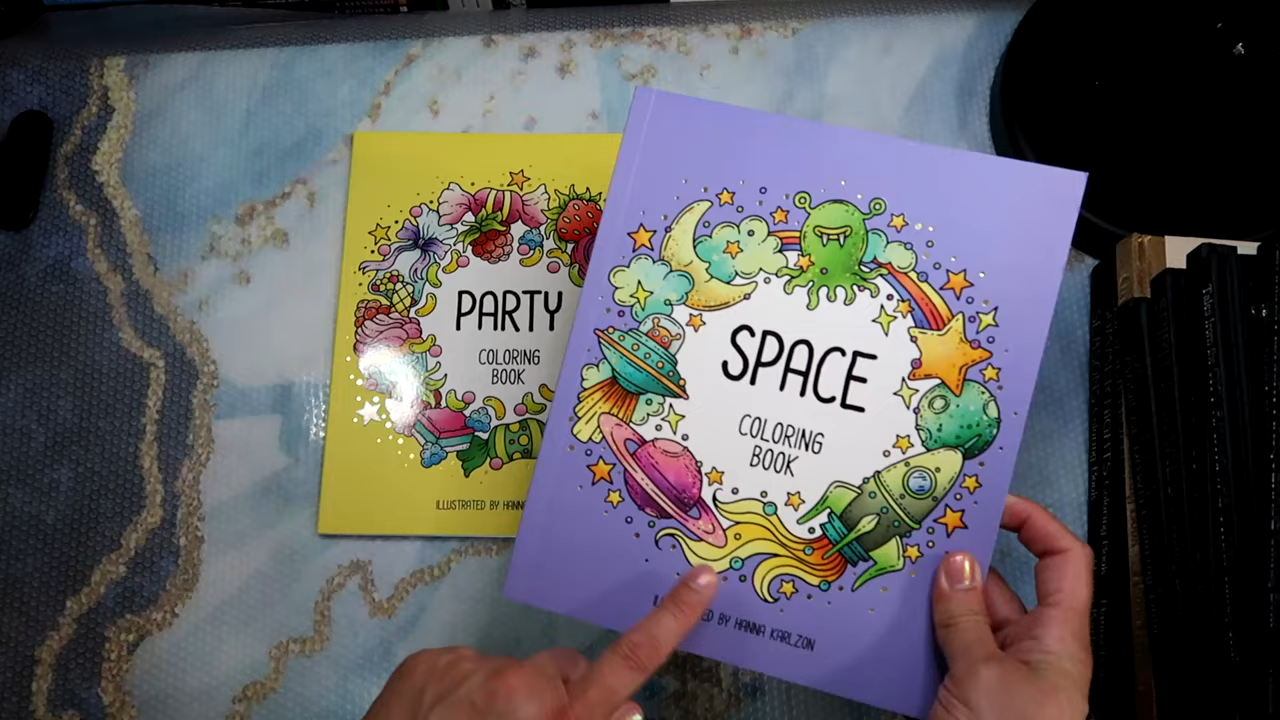 PARTY
COLORING
BOOK
ILLUSTRATED BY
SPACE
COLORING
BOOK
BY HANNA KARLZON